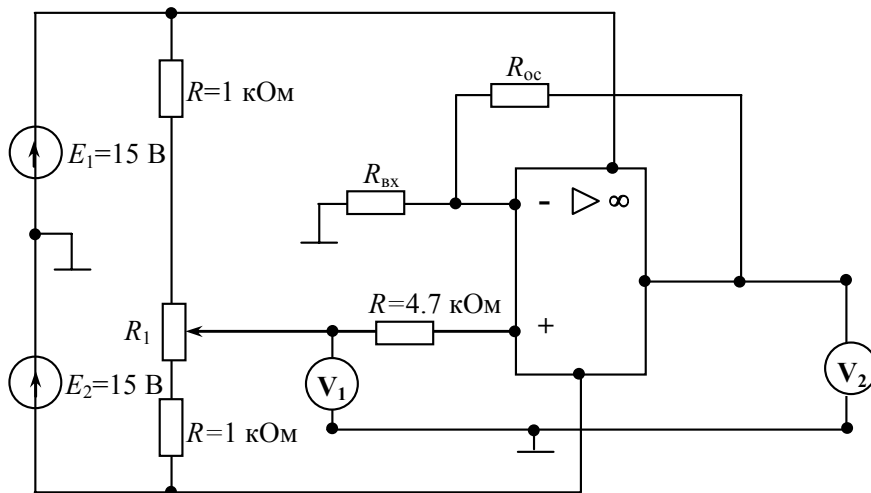 R=1 кОм
Rос
E1=15 В
Rвх
- ▷ ∞
R1
R=4.7 кОм
+
E2=15 В
V1
V2
R=1 кОм